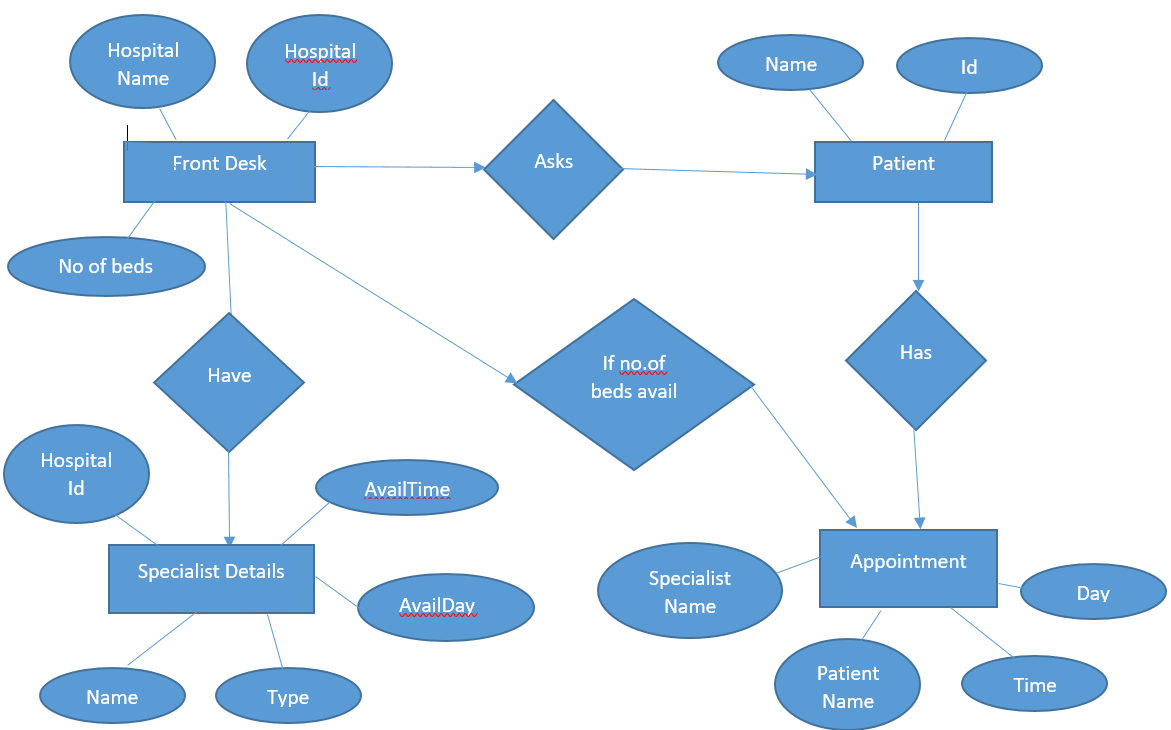 Hospital
Name
Hospital
Id
Name
Id
Front Desk
Asks
Patient
No of beds
Have
If no.of
beds avail
Has
Hospital
Id
AvailTime
Specialist Details
AvailDay
Name
Type
Appointment
Specialist
Name
Day
Patient
Name
Time